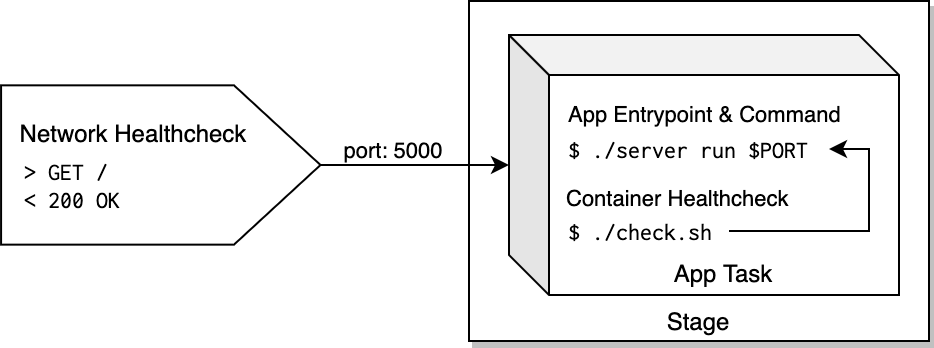 Network Healthcheck
> GET /
< 200 OK
port: 5000
App Entrypoint & Command
$ ./server run $PORT
Container Healthcheck
$ ./check.sh
App Task
Stage